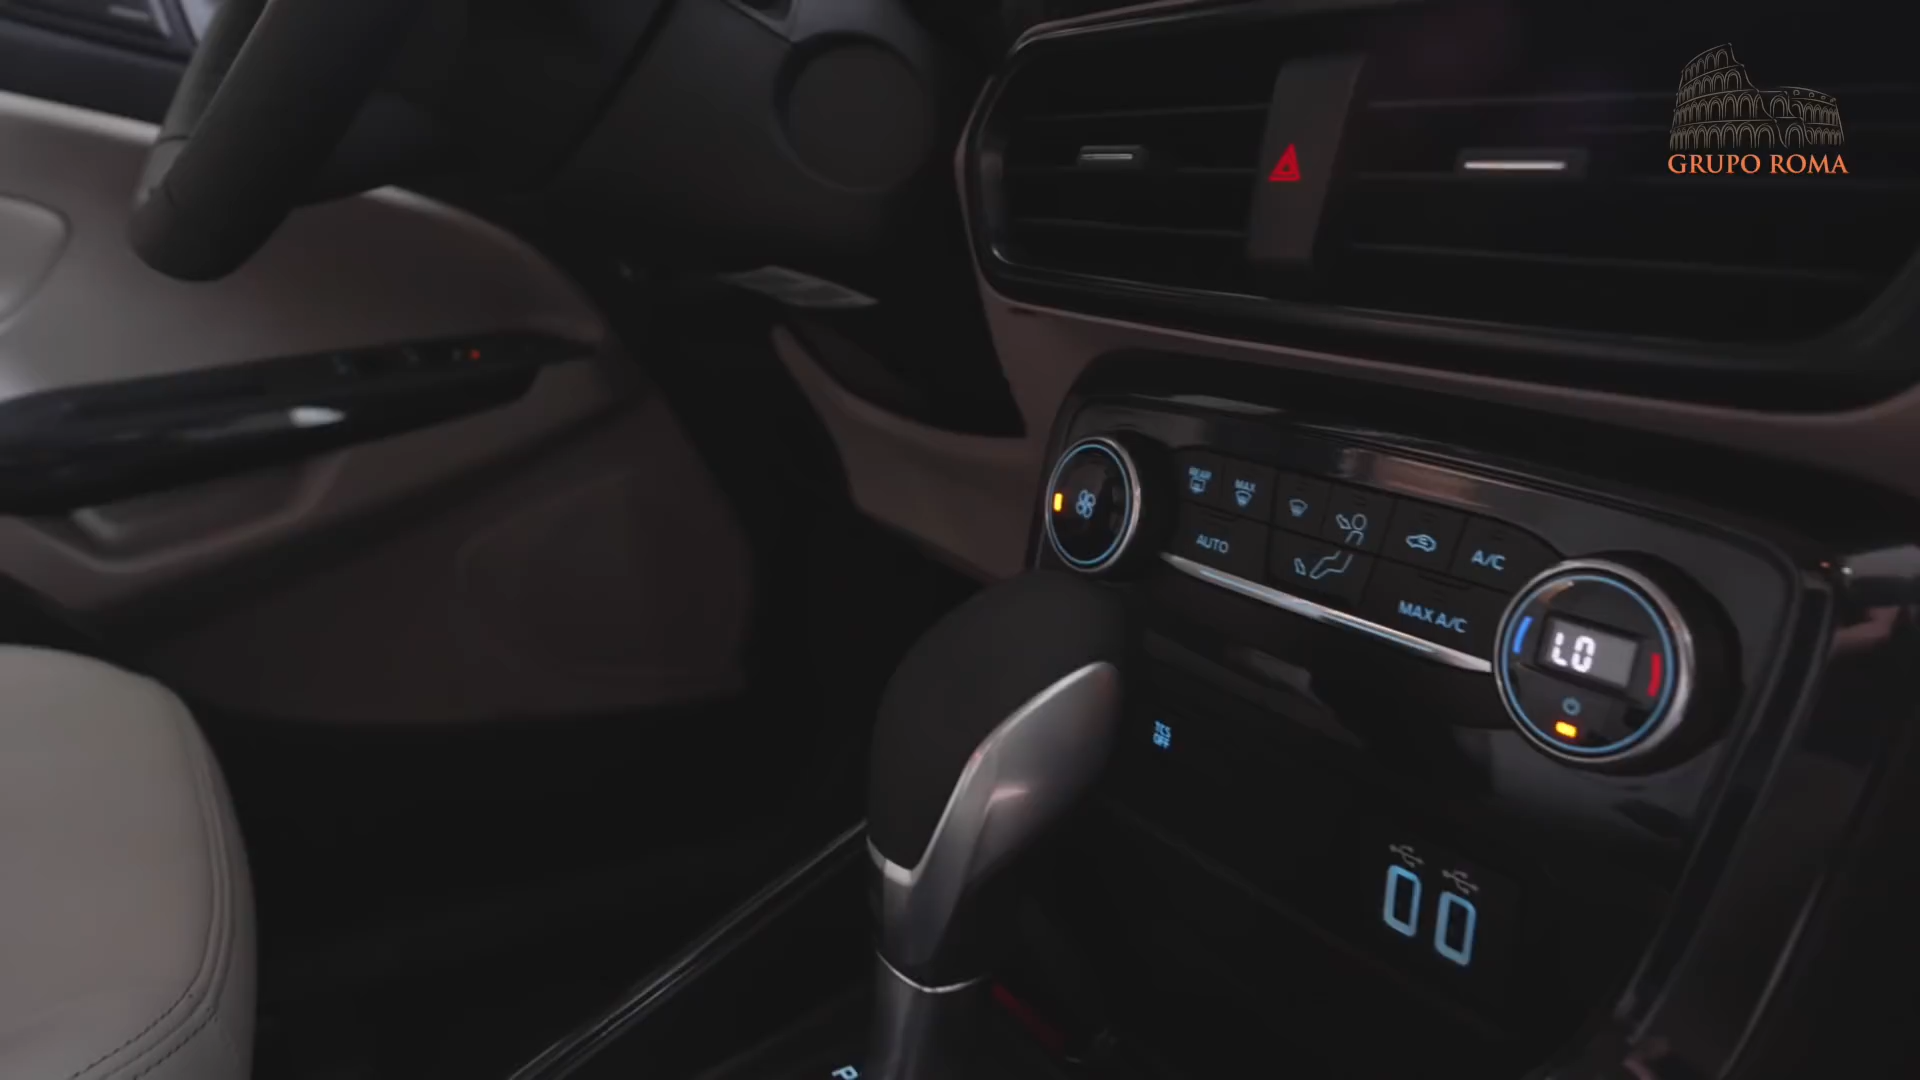 GRUPO ROMA
REAR
MAX
AUTO
A/C
MAX A/C
LO
TCS
OFF
P